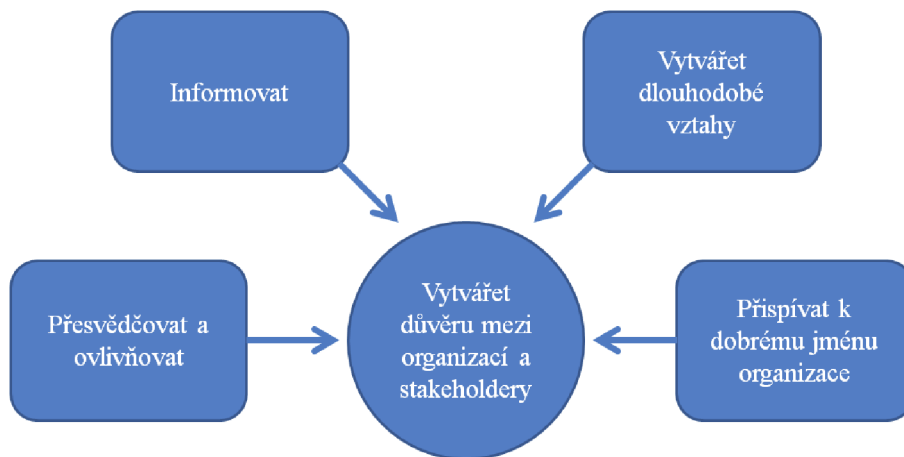 Informovat
Vytvářet
dlouhodobé
vztahy
Přesvědčovat a
ovlivňovat
Vytvářet
důvěru mezi
organizací a
stakeholdery
Přispívat k
dobrému jménu
organizace